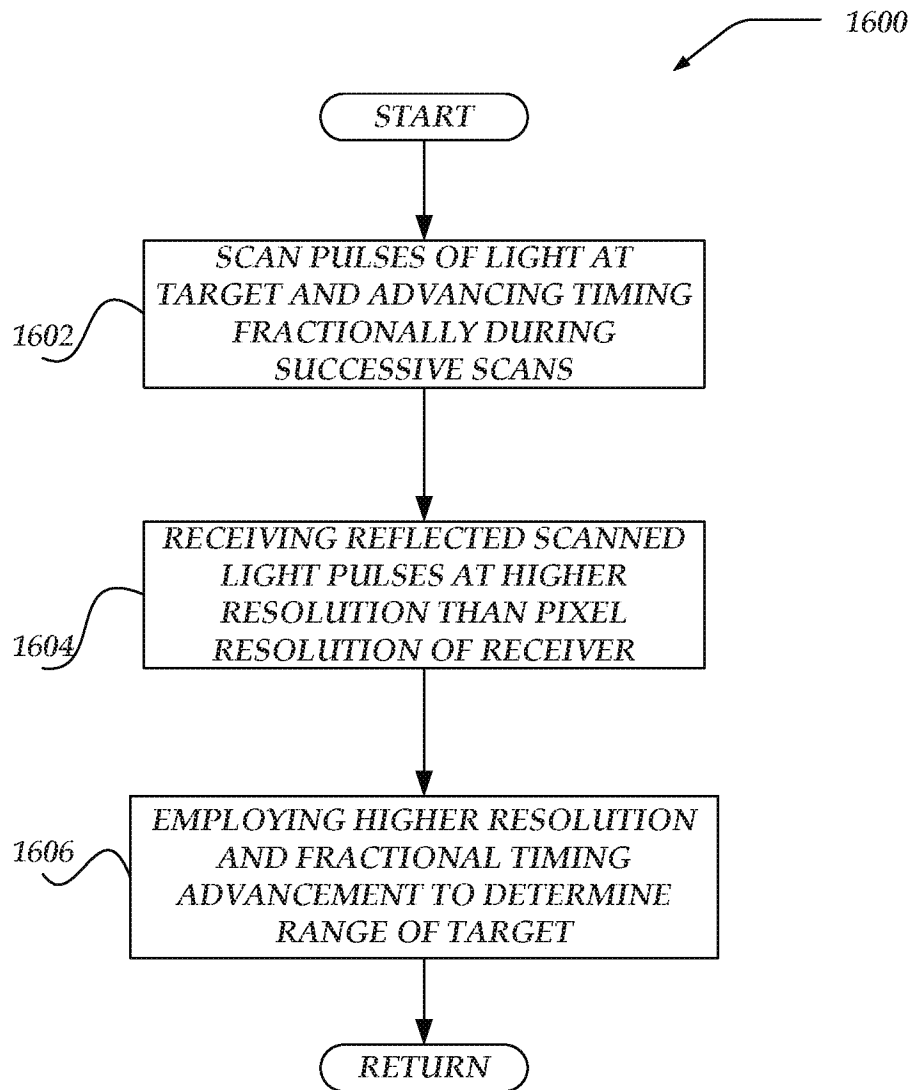 1600
START
SCAN PULSES OF LIGHT AT
TARGET AND ADVANCING TIMING
FRACTIONALLY DURING
SUCCESSIVE SCANS
1602
RECEIVING REFLECTED SCANNED
LIGHT PULSES AT HIGHER
RESOLUTION THAN PIXEL
RESOLUTION OF RECEIVER
1604
EMPLOYING HIGHER RESOLUTION
AND FRACTIONAL TIMING
ADVANCEMENT TO DETERMINE
RANGE OF TARGET
1606
RETURN